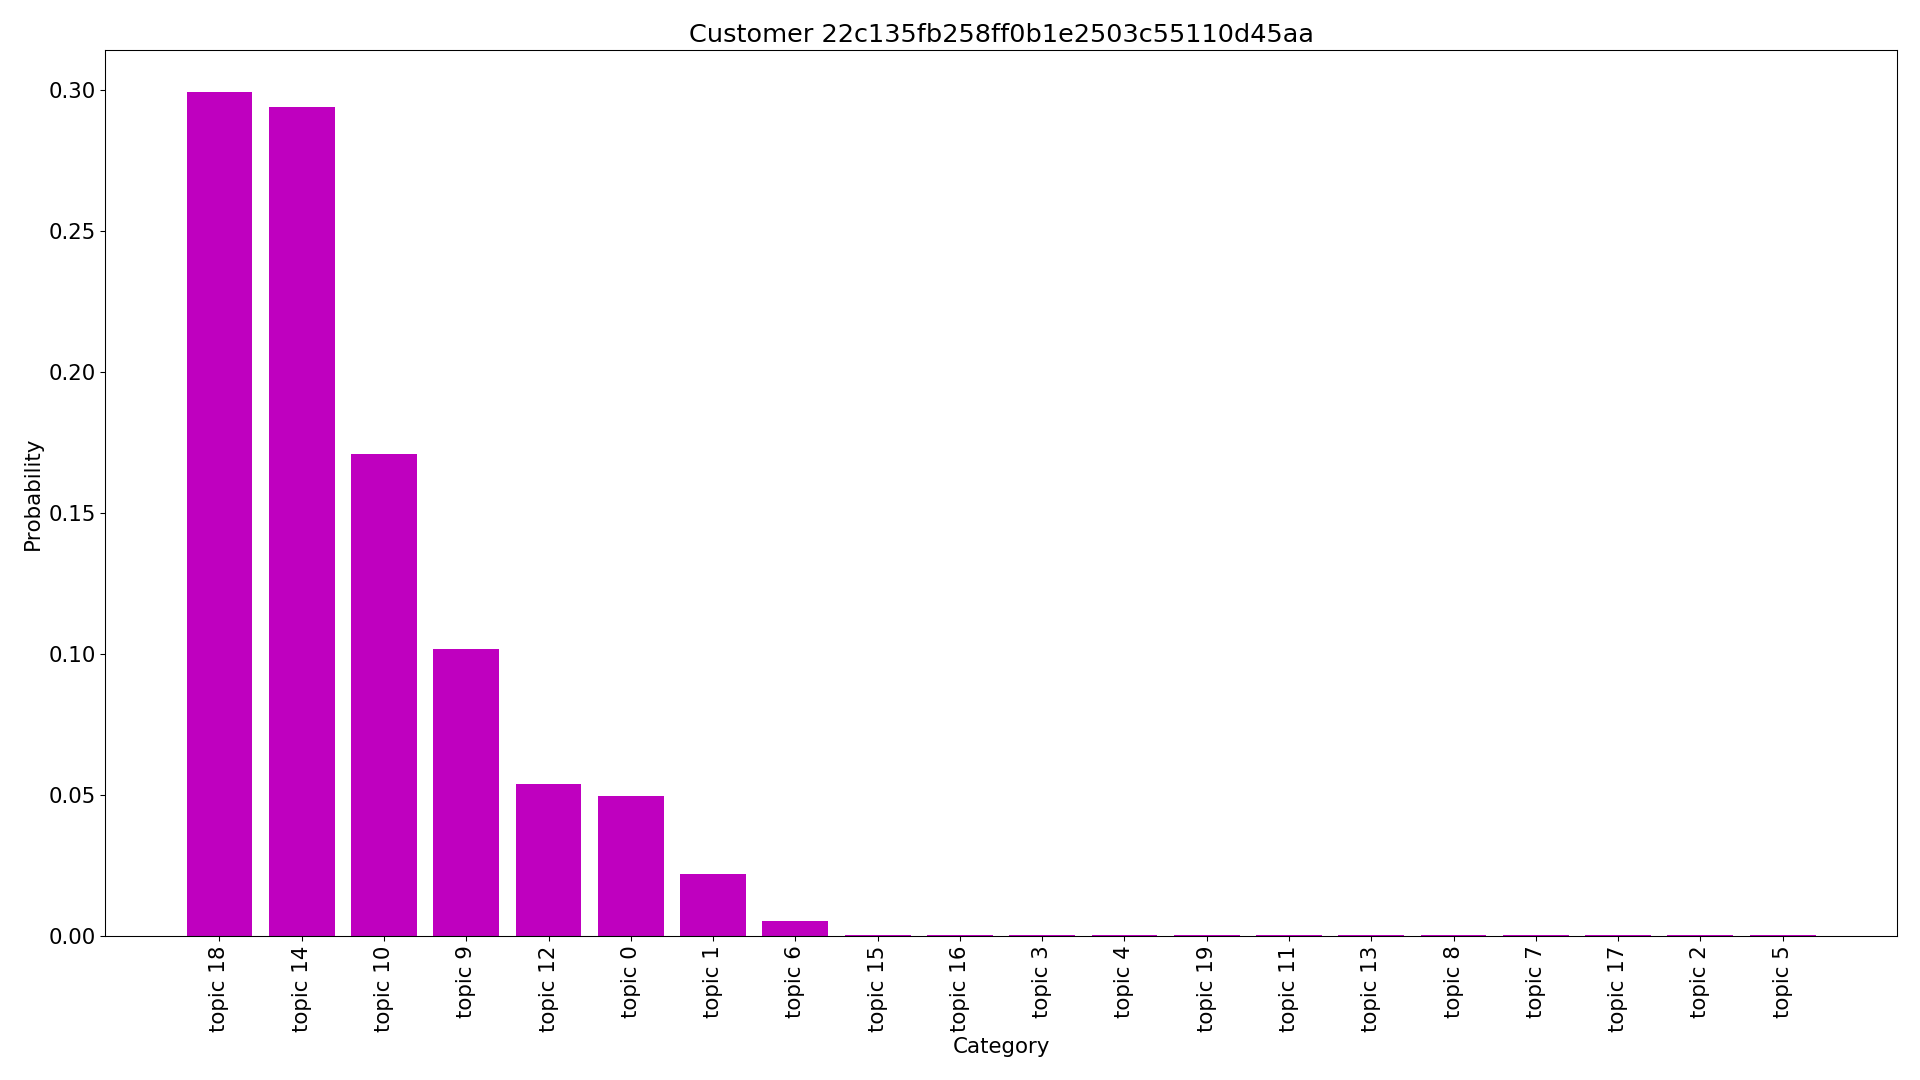 Customer 22c135fb258ff0b1e2503c55110d45aa
0.30
0.25
0.20
0.15
0.10
0.05
0.00
Probability
topic 18
topic 14
topic 10
topic 9
topic 12
topic 0
topic 1
topic 6
topic 15
topic 16
topic 3
topic 4
topic 19
topic 11
topic 13
topic 8
topic 7
topic 17
topic 2
topic 5
Category